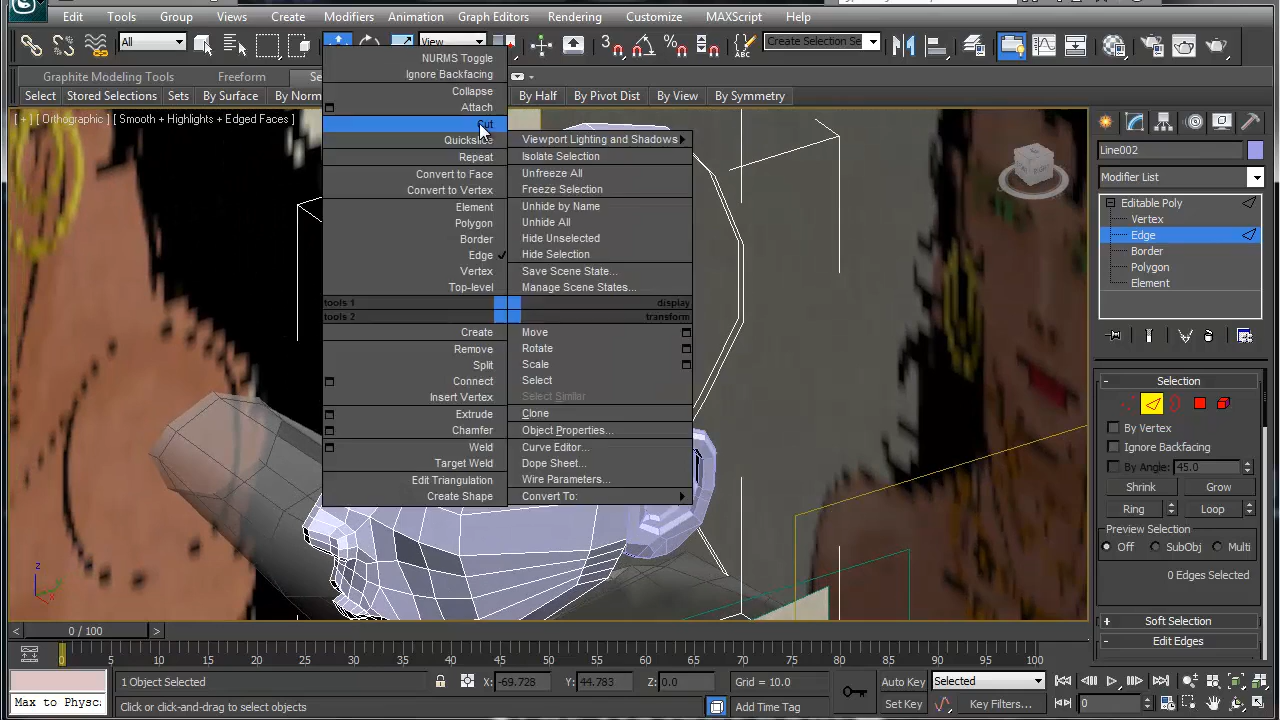 Edit Tools Group Views Create Modifiers Animation Graph Editors Rendering Customize MAXScript Help
All View Create Selection Se
Graphite Modeling Tools Freeform
Select Stored Selections Sets By Surface By Half By Pivot Dist By View By Symmetry
[ + ] [ Orthographic ] [ Smooth + Highlights + Edged Faces ]
NURMS Toggle
Ignore Backfacing
Collapse
Attach
Cut
Quickslice
Repeat
Convert to Face
Convert to Vertex
Element
Polygon
Border
Edge
Vertex
Top-level
tools 1
tools 2
Create
Remove
Split
Connect
Insert Vertex
Extrude
Chamfer
Weld
Target Weld
Edit Triangulation
Create Shape
Viewport Lighting and Shadows
Isolate Selection
Unfreeze All
Freeze Selection
Unhide by Name
Unhide All
Hide Unselected
Hide Selection
Save Scene State...
Manage Scene States...
display
transform
Move
Rotate
Scale
Select
Select Similar
Clone
Object Properties...
Curve Editor...
Dope Sheet...
Wire Parameters...
Convert To:
Line002
Modifier List
Editable Poly
Vertex
Edge
Border
Polygon
Element
- Selection
By Vertex
Ignore Backfacing
By Angle: 45.0
Shrink Grow
Ring Loop
Preview Selection
Off SubObj Multi
0 Edges Selected
+ Soft Selection
- Edit Edges
z
x
< 0 / 100 >
0 5 10 15 20 25 30 35 40 45 50 55 60 65 70 75 80 85 90 95 100
1 Object Selected X: -69.728 Y: 44.783 Z: 0.0 Grid = 10.0 Auto Key Selected
Max to Physc. Click or click-and-drag to select objects Add Time Tag Set Key Key Filters... 0